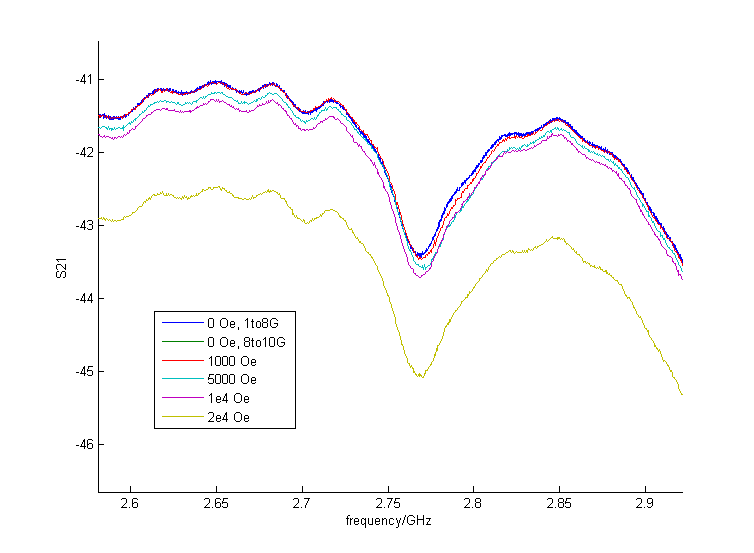 -41
-42
-43
-44
-45
-46
S21
0 Oe, 1to8G
0 Oe, 8to10G
1000 Oe
5000 Oe
1e4 Oe
2e4 Oe
2.6 2.65 2.7 2.75 2.8 2.85 2.9
frequency/GHz